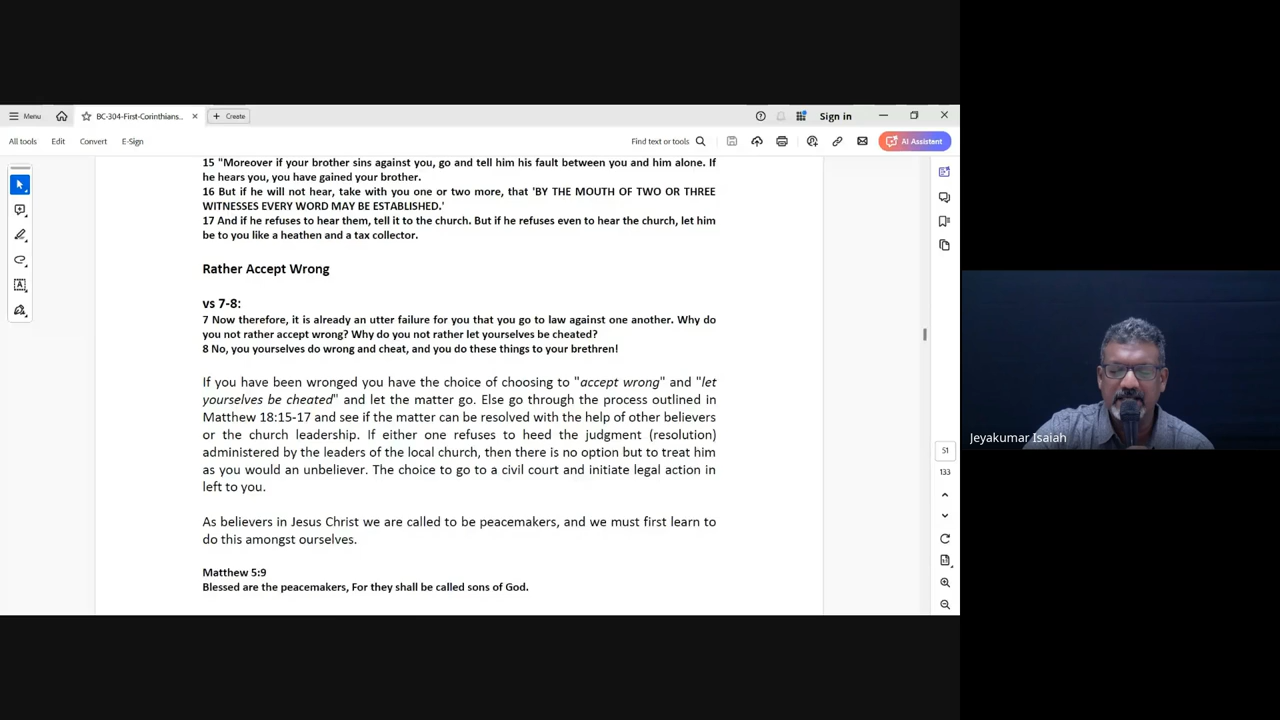 Menu
BC-304-First-Corinthians...
Create
Sign in
All tools
Edit
Convert
E-Sign
Find text or tools
AI Assistant
15 "Moreover if your brother sins against you, go and tell him his fault between you and him alone. If
he hears you, you have gained your brother.
16 But if he will not hear, take with you one or two more, that 'BY THE MOUTH OF TWO OR THREE
WITNESSES EVERY WORD MAY BE ESTABLISHED.'
17 And if he refuses to hear them, tell it to the church. But if he refuses even to hear the church, let him
be to you like a heathen and a tax collector.
Rather Accept Wrong
vs 7-8:
7 Now therefore, it is already an utter failure for you that you go to law against one another. Why do
you not rather accept wrong? Why do you not rather let yourselves be cheated?
8 No, you yourselves do wrong and cheat, and you do these things to your brethren!
If you have been wronged you have the choice of choosing to "accept wrong" and "let
yourselves be cheated" and let the matter go. Else go through the process outlined in
Matthew 18:15-17 and see if the matter can be resolved with the help of other believers
or the church leadership. If either one refuses to heed the judgment (resolution)
administered by the leaders of the local church, then there is no option but to treat him
as you would an unbeliever. The choice to go to a civil court and initiate legal action in
left to you.
As believers in Jesus Christ we are called to be peacemakers, and we must first learn to
do this amongst ourselves.
Matthew 5:9
Blessed are the peacemakers, For they shall be called sons of God.
51
133
Jeyakumar Isaiah